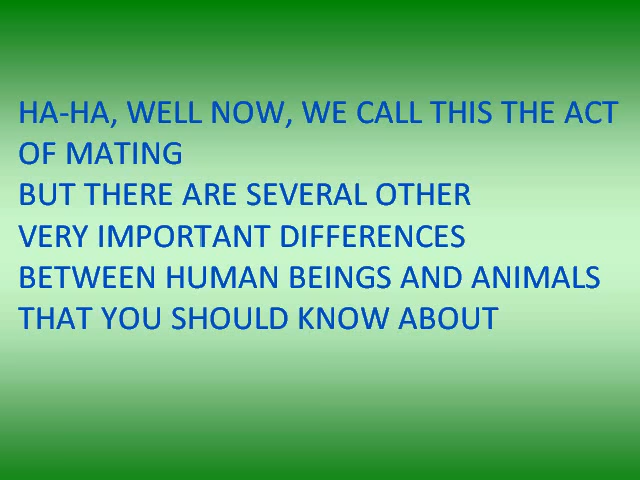 HA-HA, WELL NOW, WE CALL THIS THE ACT
OF MATING
BUT THERE ARE SEVERAL OTHER
VERY IMPORTANT DIFFERENCES
BETWEEN HUMAN BEINGS AND ANIMALS
THAT YOU SHOULD KNOW ABOUT